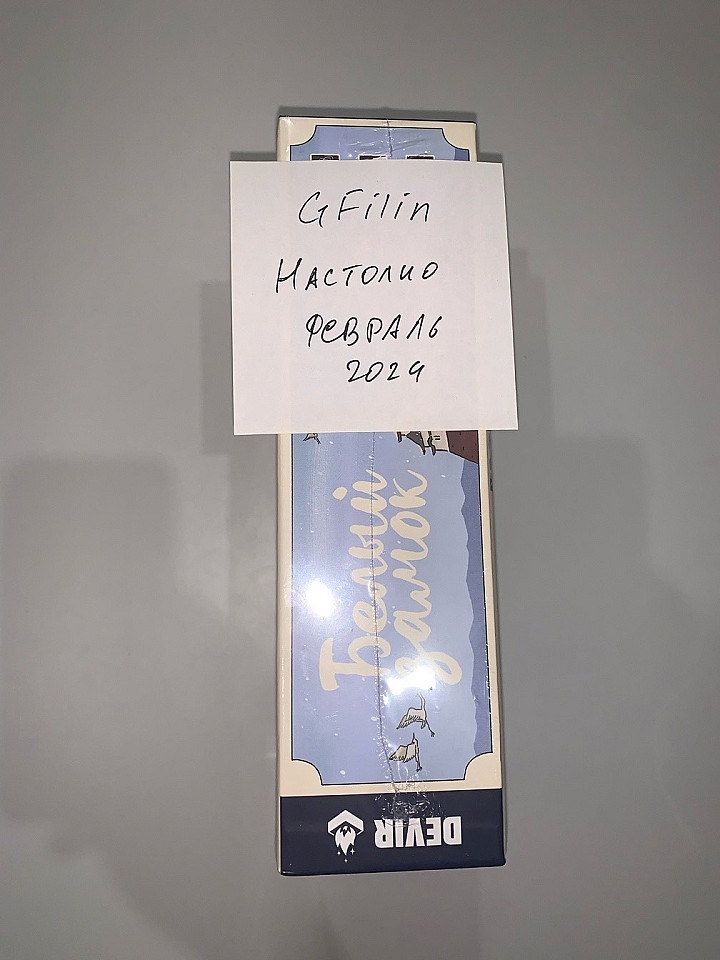 GFilin
Настолио
Февраль
2024
Белый
замок
DEVIR